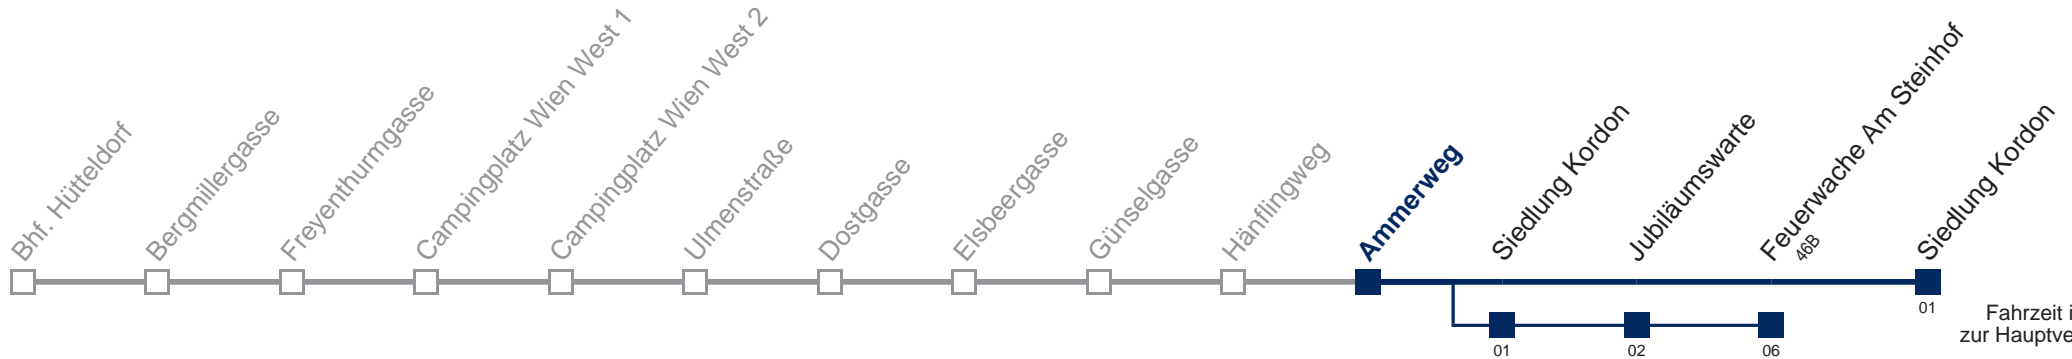 Bhf. Hütteldorf
Bergmillergasse
Freyenthurmgasse
Campingplatz Wien West 1
Campingplatz Wien West 2
Ulmenstraße
Dostgasse
Elsbeergasse
Günselgasse
Hänflingweg
Ammerweg
Siedlung Kordon
Jubiläumswarte
Feuerwache Am Steinhof
46B
Siedlung Kordon
01
01
02
06
Fahrzeit i
zur Hauptve